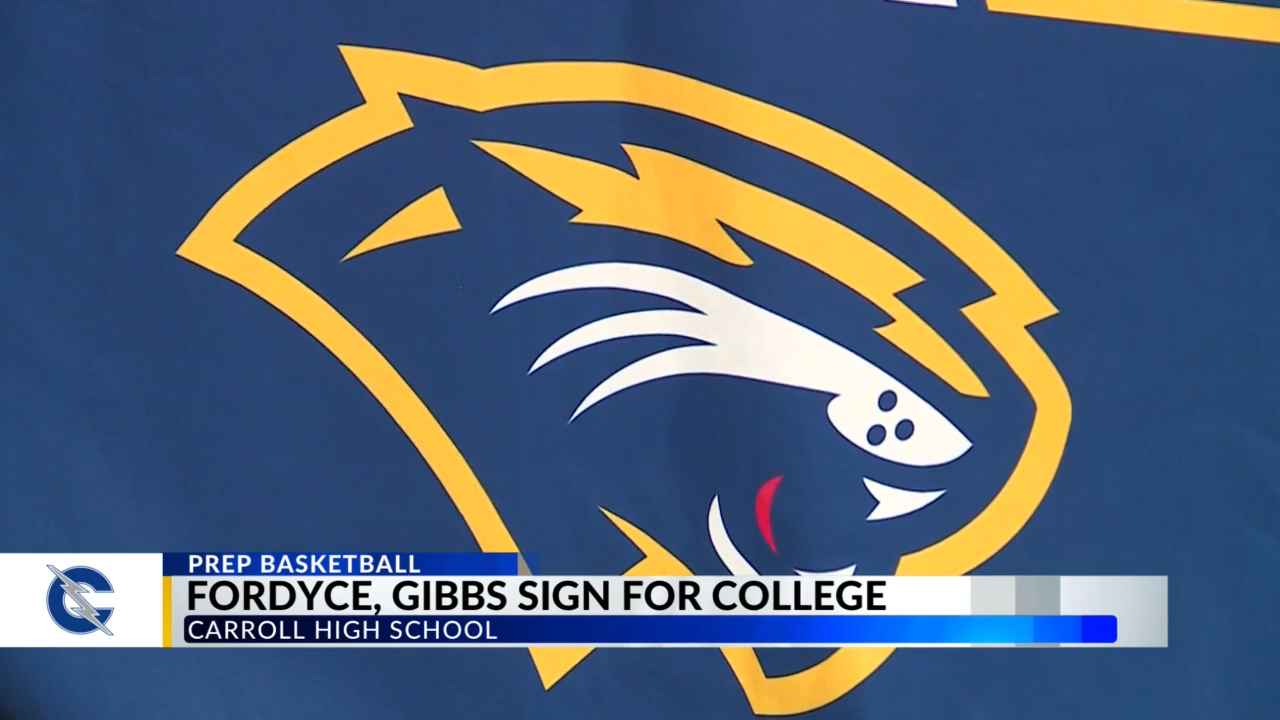 PREP BASKETBALL
FORDYCE, GIBBS SIGN FOR COLLEGE
CARROLL HIGH SCHOOL
C